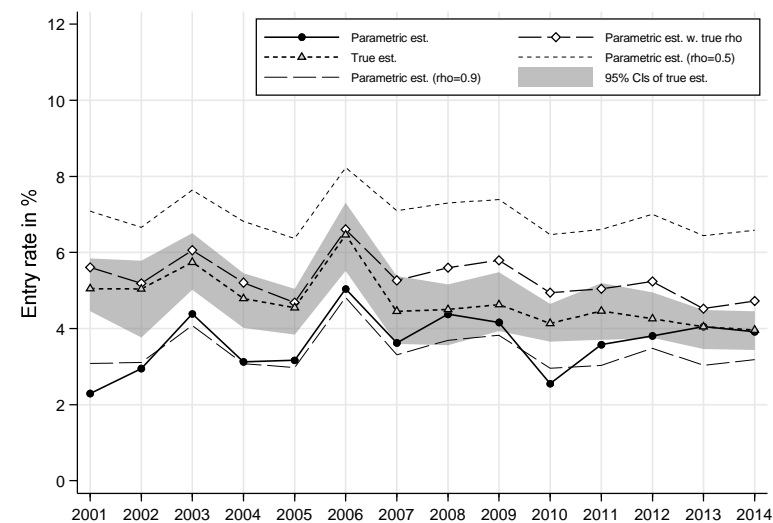 12
10
8
6
4
2
0
Entry rate in %
Parametric est.
Parametric est. w. true rho
True est.
Parametric est. (rho=0.5)
Parametric est. (rho=0.9)
95% CIs of true est.
2001 2002 2003 2004 2005 2006 2007 2008 2009 2010 2011 2012 2013 2014